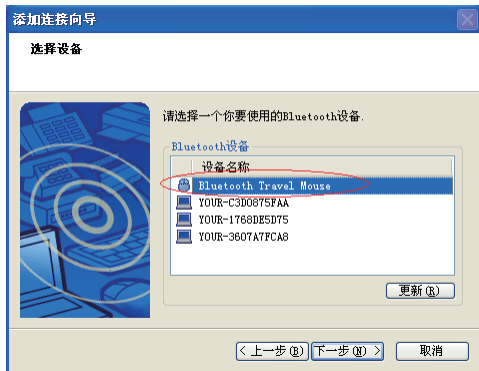 添加连接向导
选择设备
请选择一个你要使用的Bluetooth设备.
Bluetooth设备
设备名称
Bluetooth Travel Mouse
YOUR-C3D0875FAA
YOUR-1768DE5D75
YOUR-3607A7FCA8
更新(R)
< 上一步(B) 下一步(N) > 取消